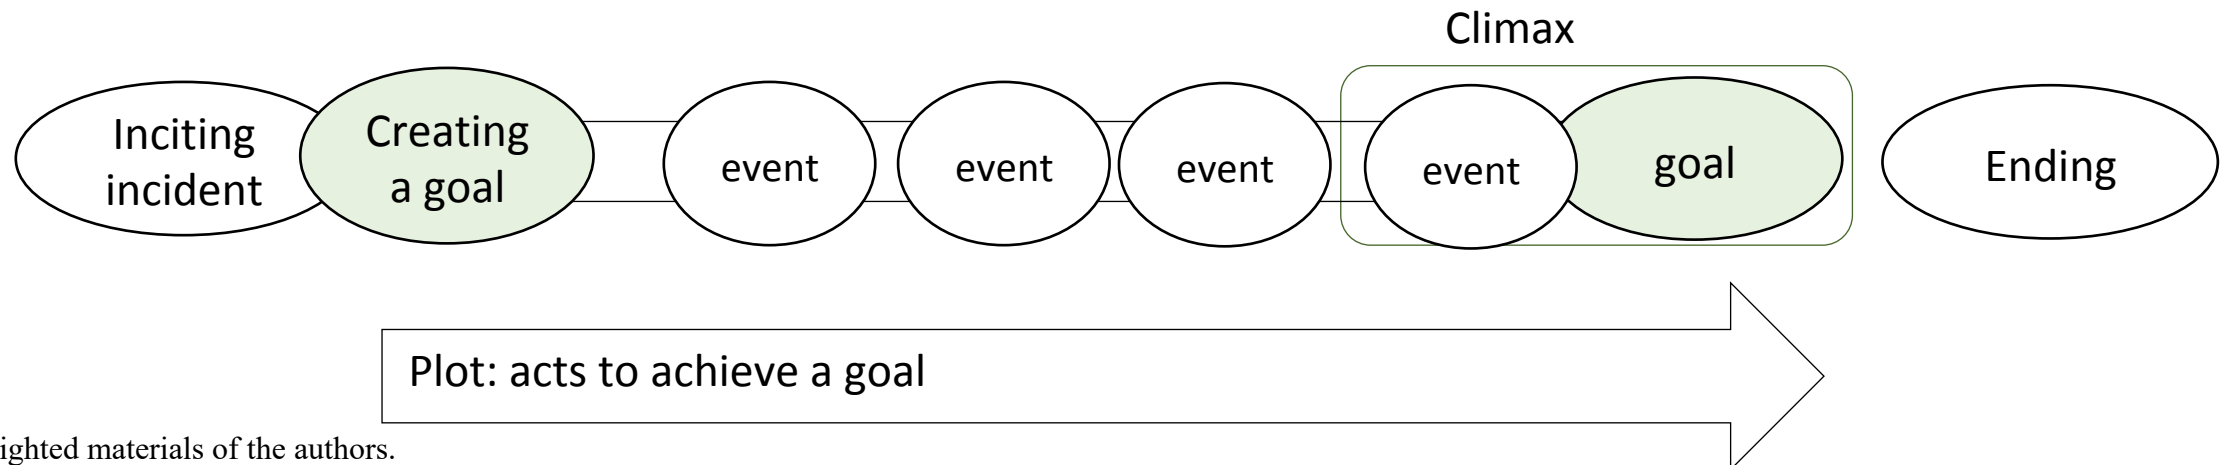 Climax
Inciting
incident
Creating
a goal
event
event
event
event
goal
Ending
Plot: acts to achieve a goal
ighted materials of the authors.